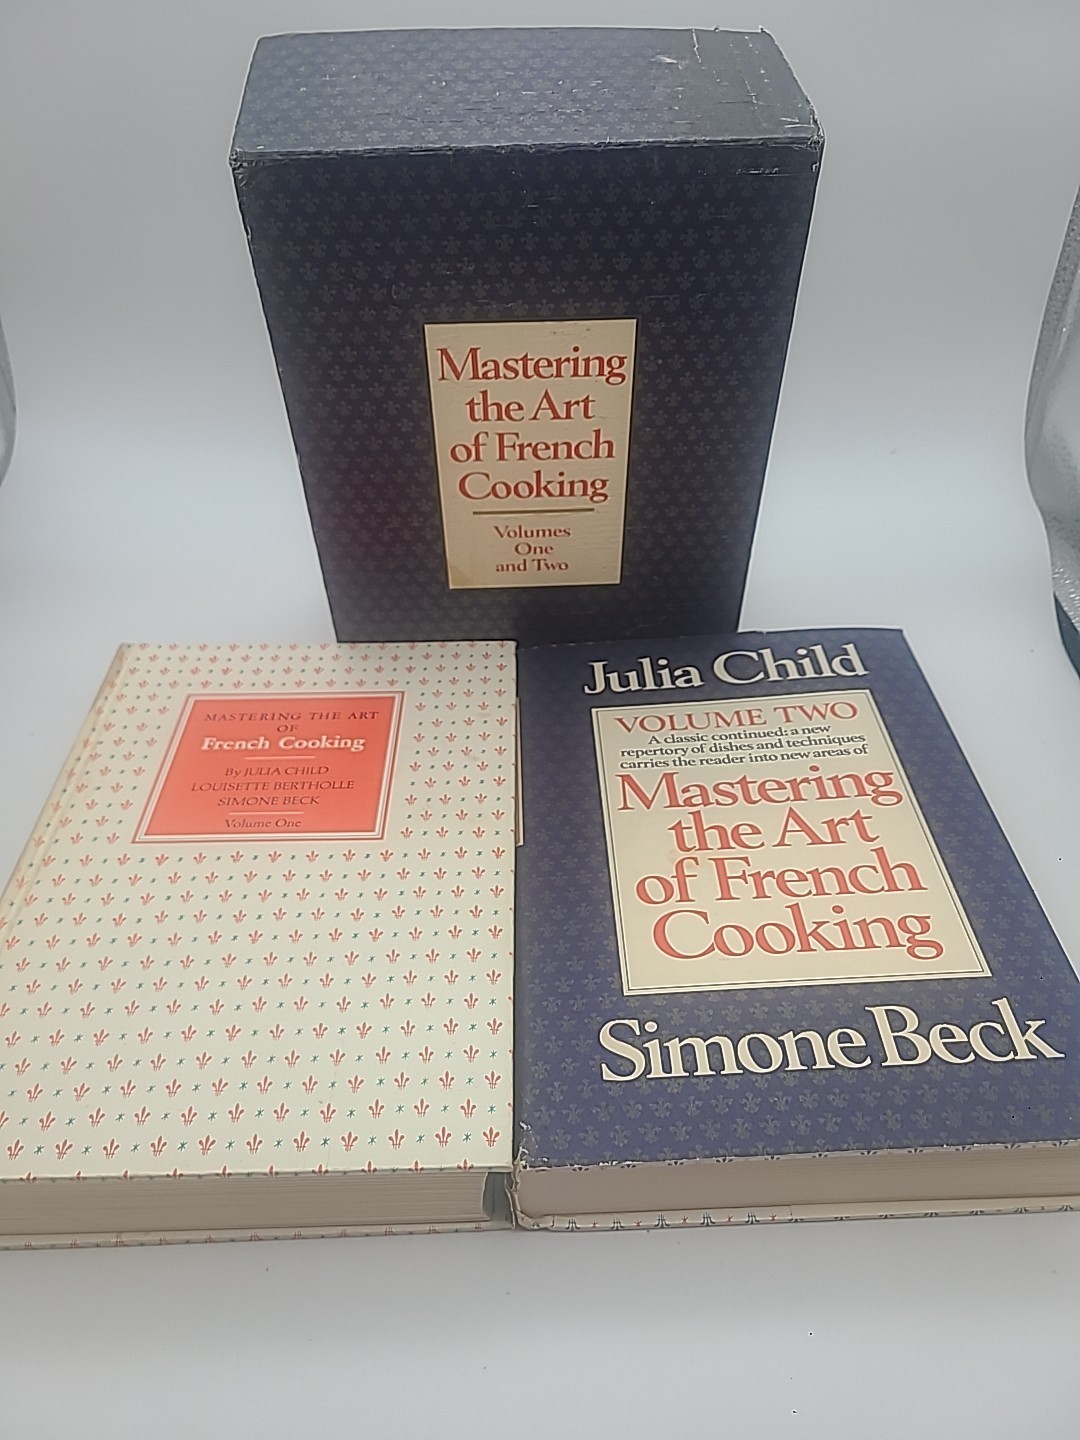 Mastering
the Art
of French
Cooking
Volumes
One
and Two
MASTERING THE ART
OF
French Cooking
By JULIA CHILD
LOUISETTE BERTHOLLE
SIMONE BECK
Volume One
Julia Child
VOLUME TWO
A classic continued: a new
repertory of dishes and techniques
carries the reader into new areas of
Mastering
the Art
of French
Cooking
Simone Beck